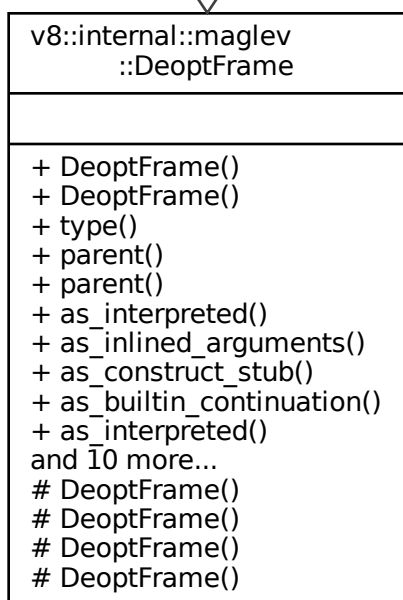 v8::internal::maglev
::DeoptFrame
+ DeoptFrame()
+ DeoptFrame()
+ type()
+ parent()
+ parent()
+ as_interpreted()
+ as_inlined_arguments()
+ as_construct_stub()
+ as_builtin_continuation()
+ as_interpreted()
and 10 more...
# DeoptFrame()
# DeoptFrame()
# DeoptFrame()
# DeoptFrame()